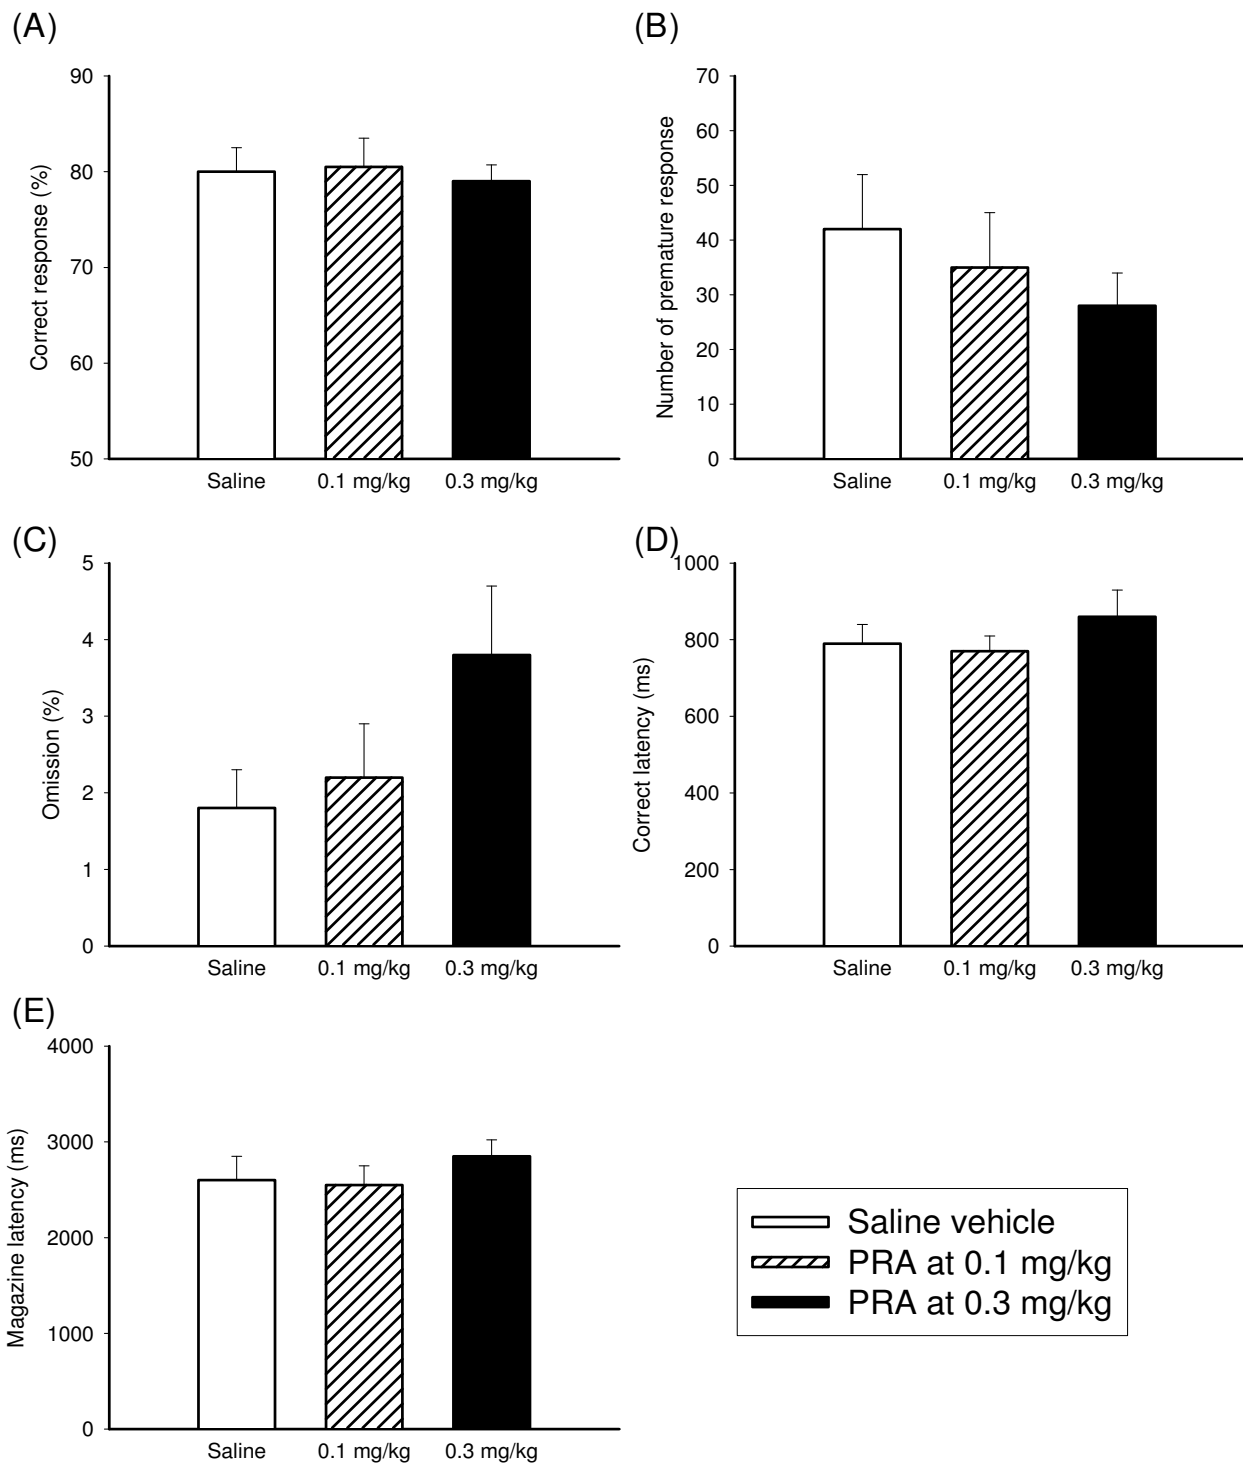 (A)
90
80
70
60
50
Correct response (%)
Saline 0.1 mg/kg 0.3 mg/kg
(B)
70
60
50
40
30
20
10
0
Number of premature response
Saline 0.1 mg/kg 0.3 mg/kg
(C)
5
4
3
2
1
0
Omission (%)
Saline 0.1 mg/kg 0.3 mg/kg
(D)
1000
800
600
400
200
0
Correct latency (ms)
Saline 0.1 mg/kg 0.3 mg/kg
(E)
4000
3000
2000
1000
0
Magazine latency (ms)
Saline 0.1 mg/kg 0.3 mg/kg
Saline vehicle
PRA at 0.1 mg/kg
PRA at 0.3 mg/kg